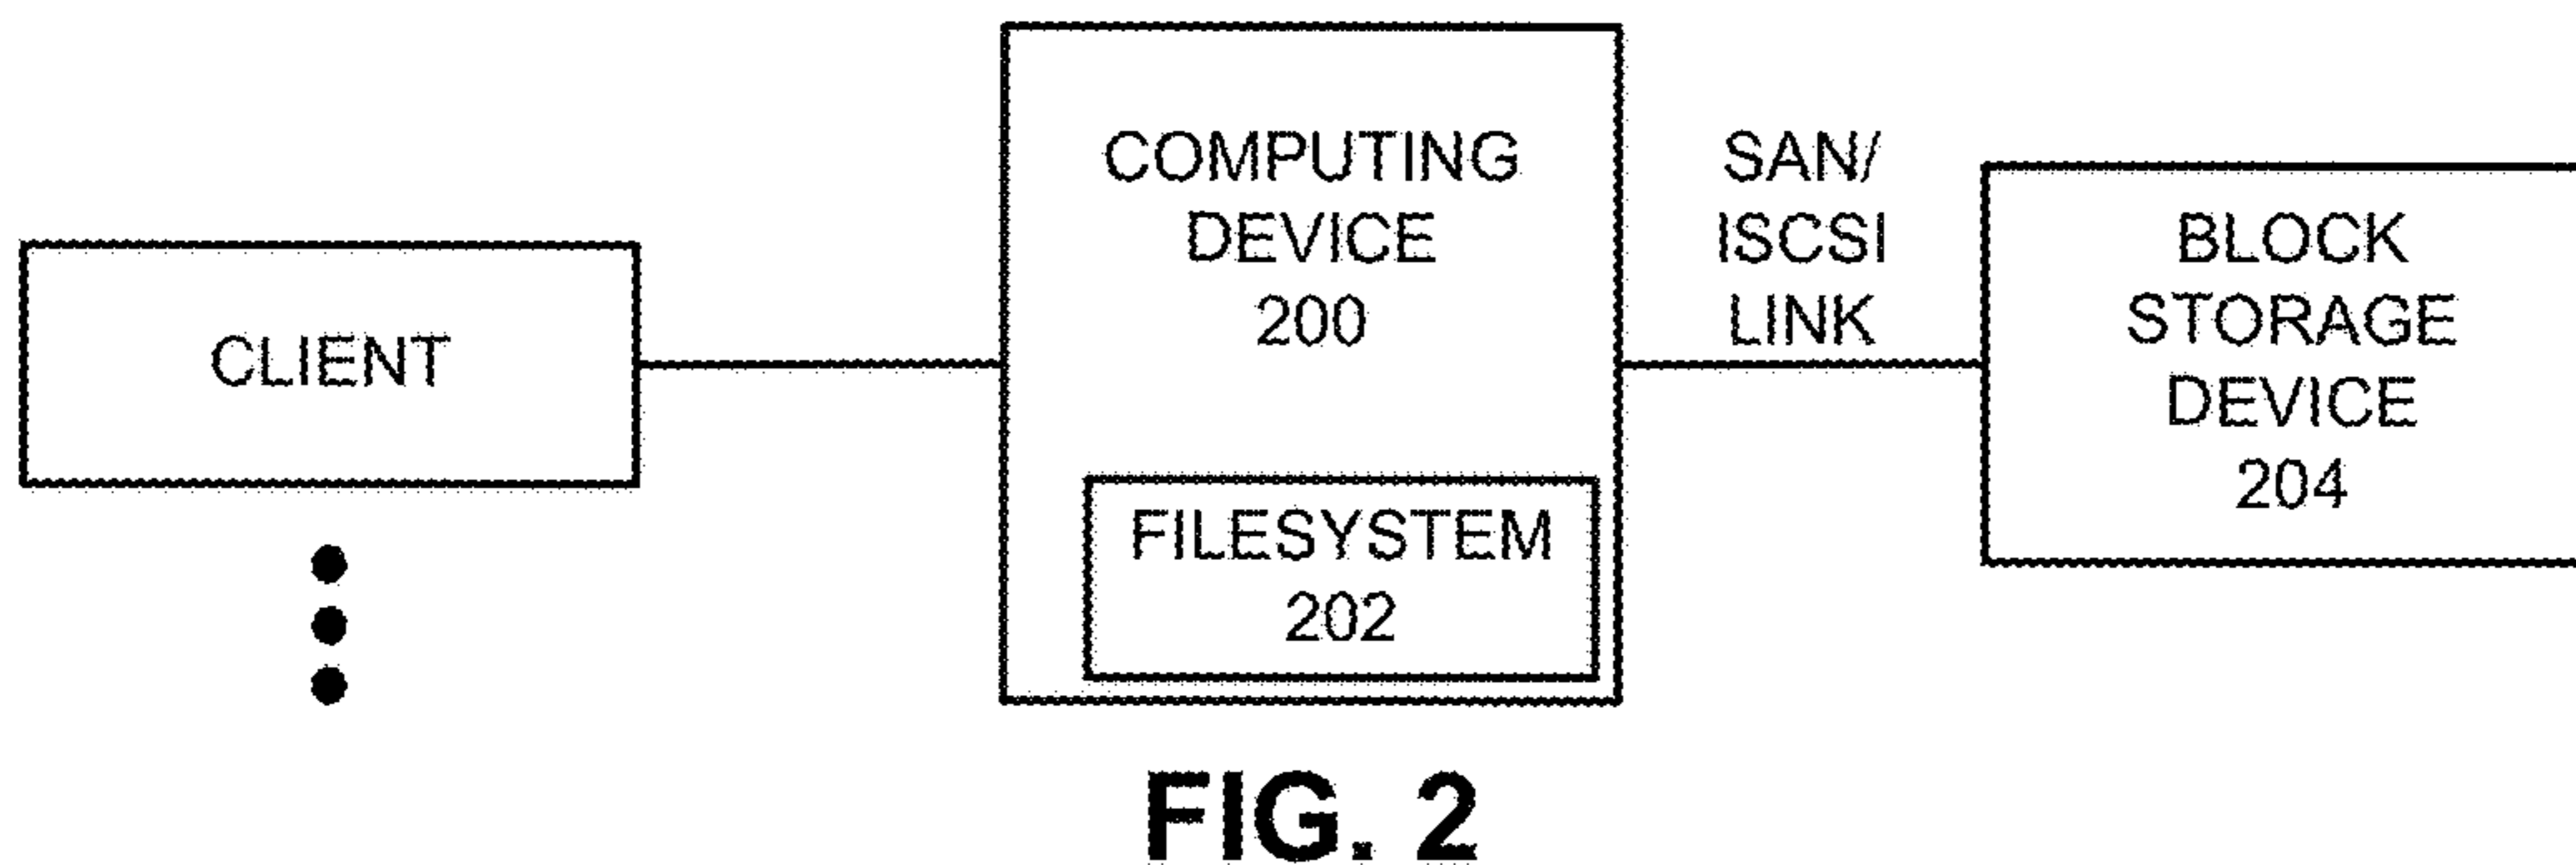 CLIENT
COMPUTING
DEVICE
200
FILESYSTEM
202
SAN/
ISCSI
LINK
BLOCK
STORAGE
DEVICE
204
FIG. 2